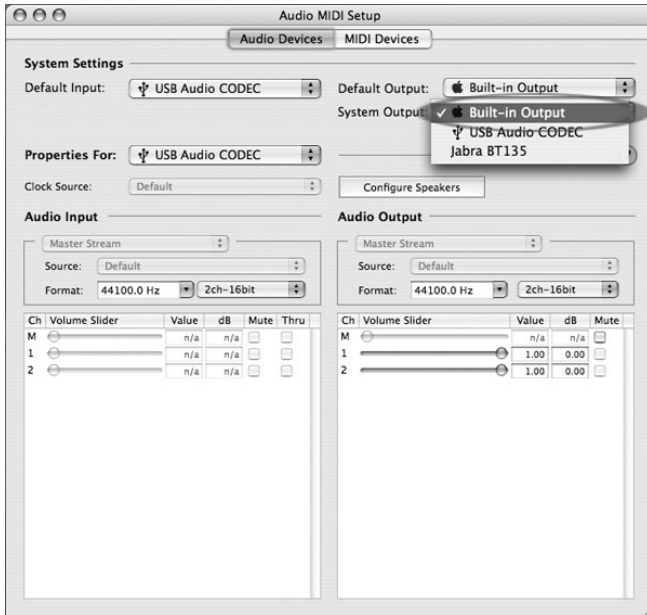 Audio MIDI Setup
Audio Devices MIDI Devices
System Settings
Default Input: USB Audio CODEC
Default Output: Built-in Output
System Output: Built-in Output
USB Audio CODEC
Jabra BT135
Properties For: USB Audio CODEC
Clock Source: Default
Configure Speakers
Audio Input
Master Stream
Source: Default
Format: 44100.0 Hz 2ch-16bit
Ch Volume Slider Value dB Mute Thru
M n/a n/a
1 n/a n/a
2 n/a n/a
Audio Output
Master Stream
Source: Default
Format: 44100.0 Hz 2ch-16bit
Ch Volume Slider Value dB Mute
M n/a n/a
1 1.00 0.00
2 1.00 0.00